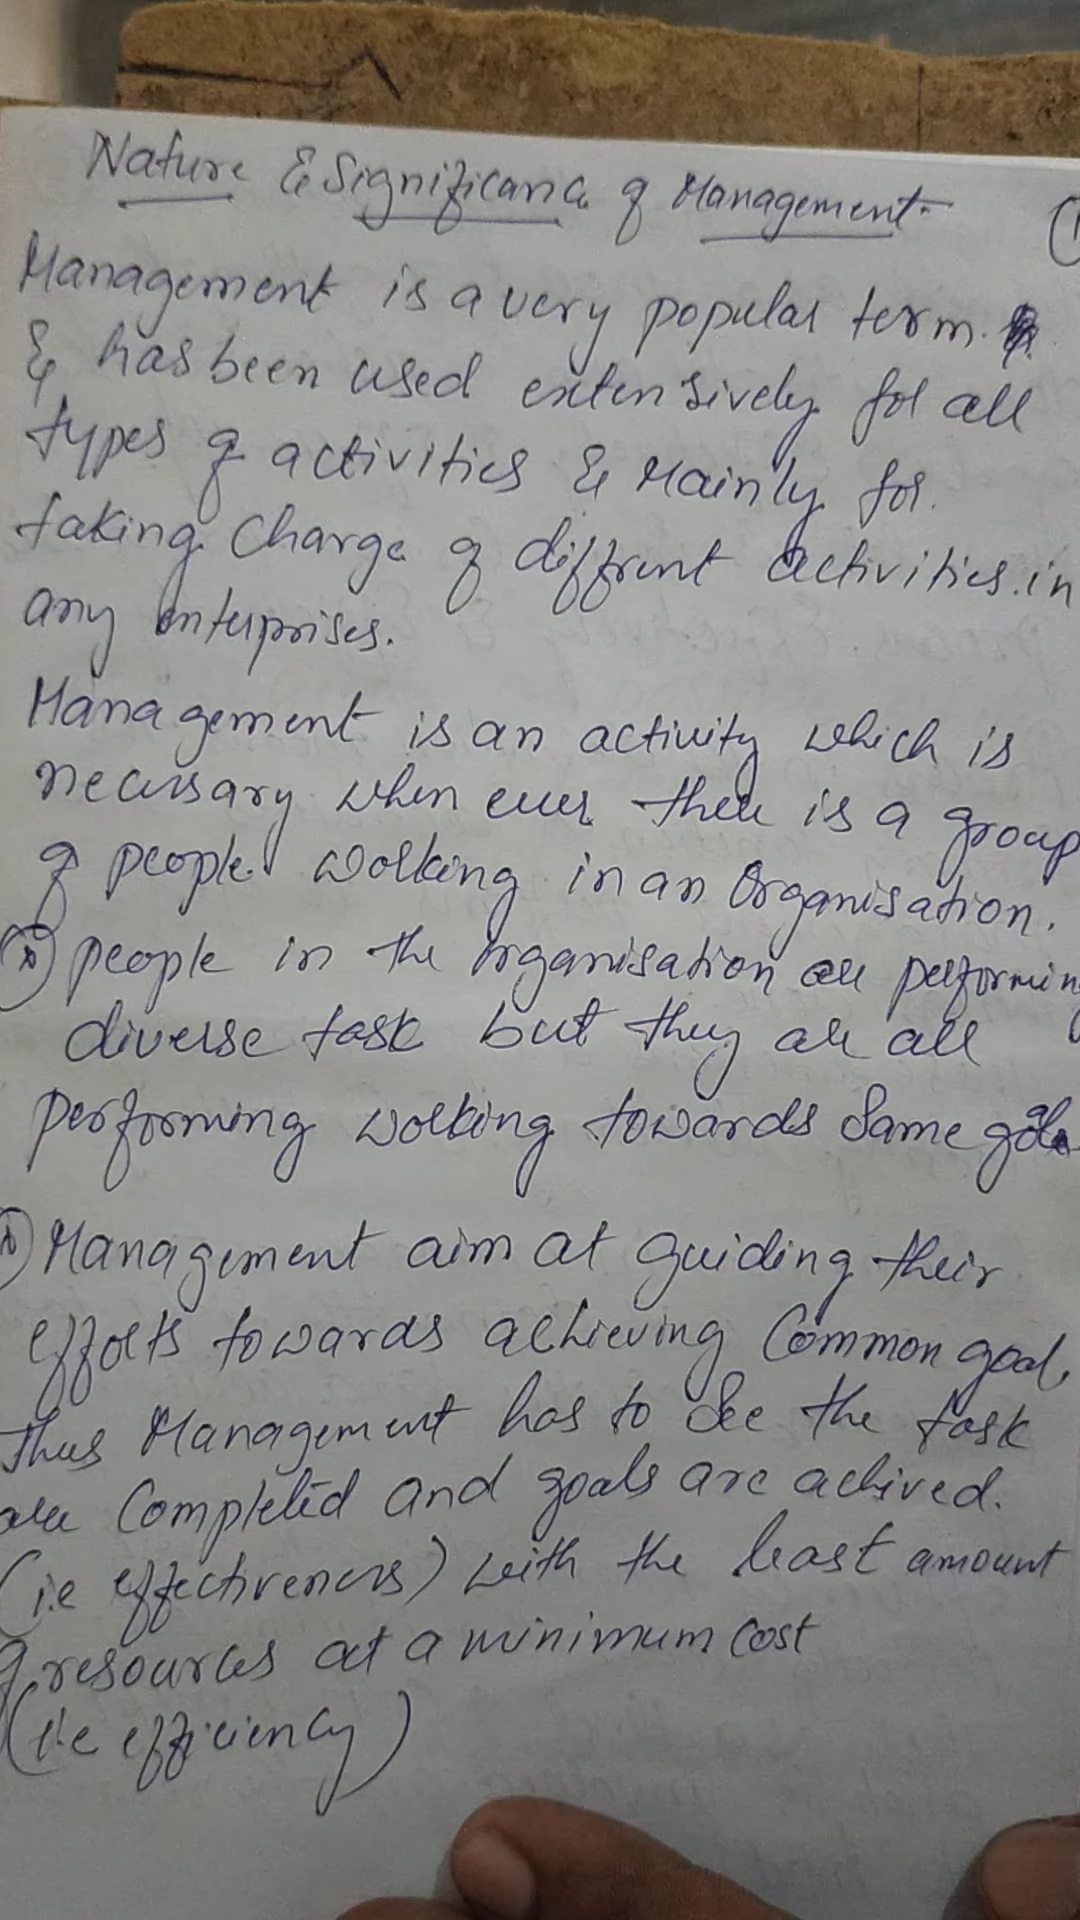 Nature & Significance of Management
(1
Management is a very popular term.
& has been used extensively for all
types of activities & Mainly for.
taking Charge of diffrent activities. in
any enterprises.
Management is an activity which is
necessary when ever there is a group
of people working in an Organisation.
people in the organisation are performing
diverse task but they are all
performing working towards Same goal
Management aim at guiding their
efforts towards achieving Common goal.
thus Management has to see the task
are Completed and goals are achived.
(i.e effectiveness) with the least amount
of resources at a minimum Cost
(i.e efficiency)